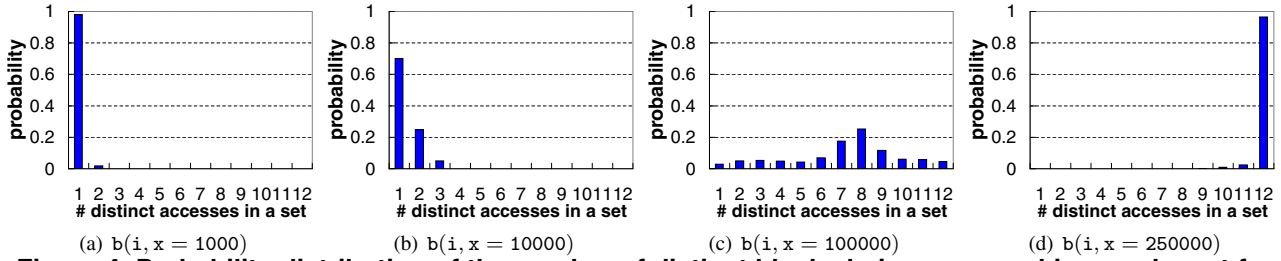 1
0.8
0.6
0.4
0.2
0
probability
1 2 3 4 5 6 7 8 9 10 11 12
# distinct accesses in a set
(a) b(i, x = 1000)
1
0.8
0.6
0.4
0.2
0
probability
1 2 3 4 5 6 7 8 9 10 11 12
# distinct accesses in a set
(b) b(i, x = 10000)
1
0.8
0.6
0.4
0.2
0
probability
1 2 3 4 5 6 7 8 9 10 11 12
# distinct accesses in a set
(c) b(i, x = 100000)
1
0.8
0.6
0.4
0.2
0
probability
1 2 3 4 5 6 7 8 9 10 11 12
# distinct accesses in a set
(d) b(i, x = 250000)